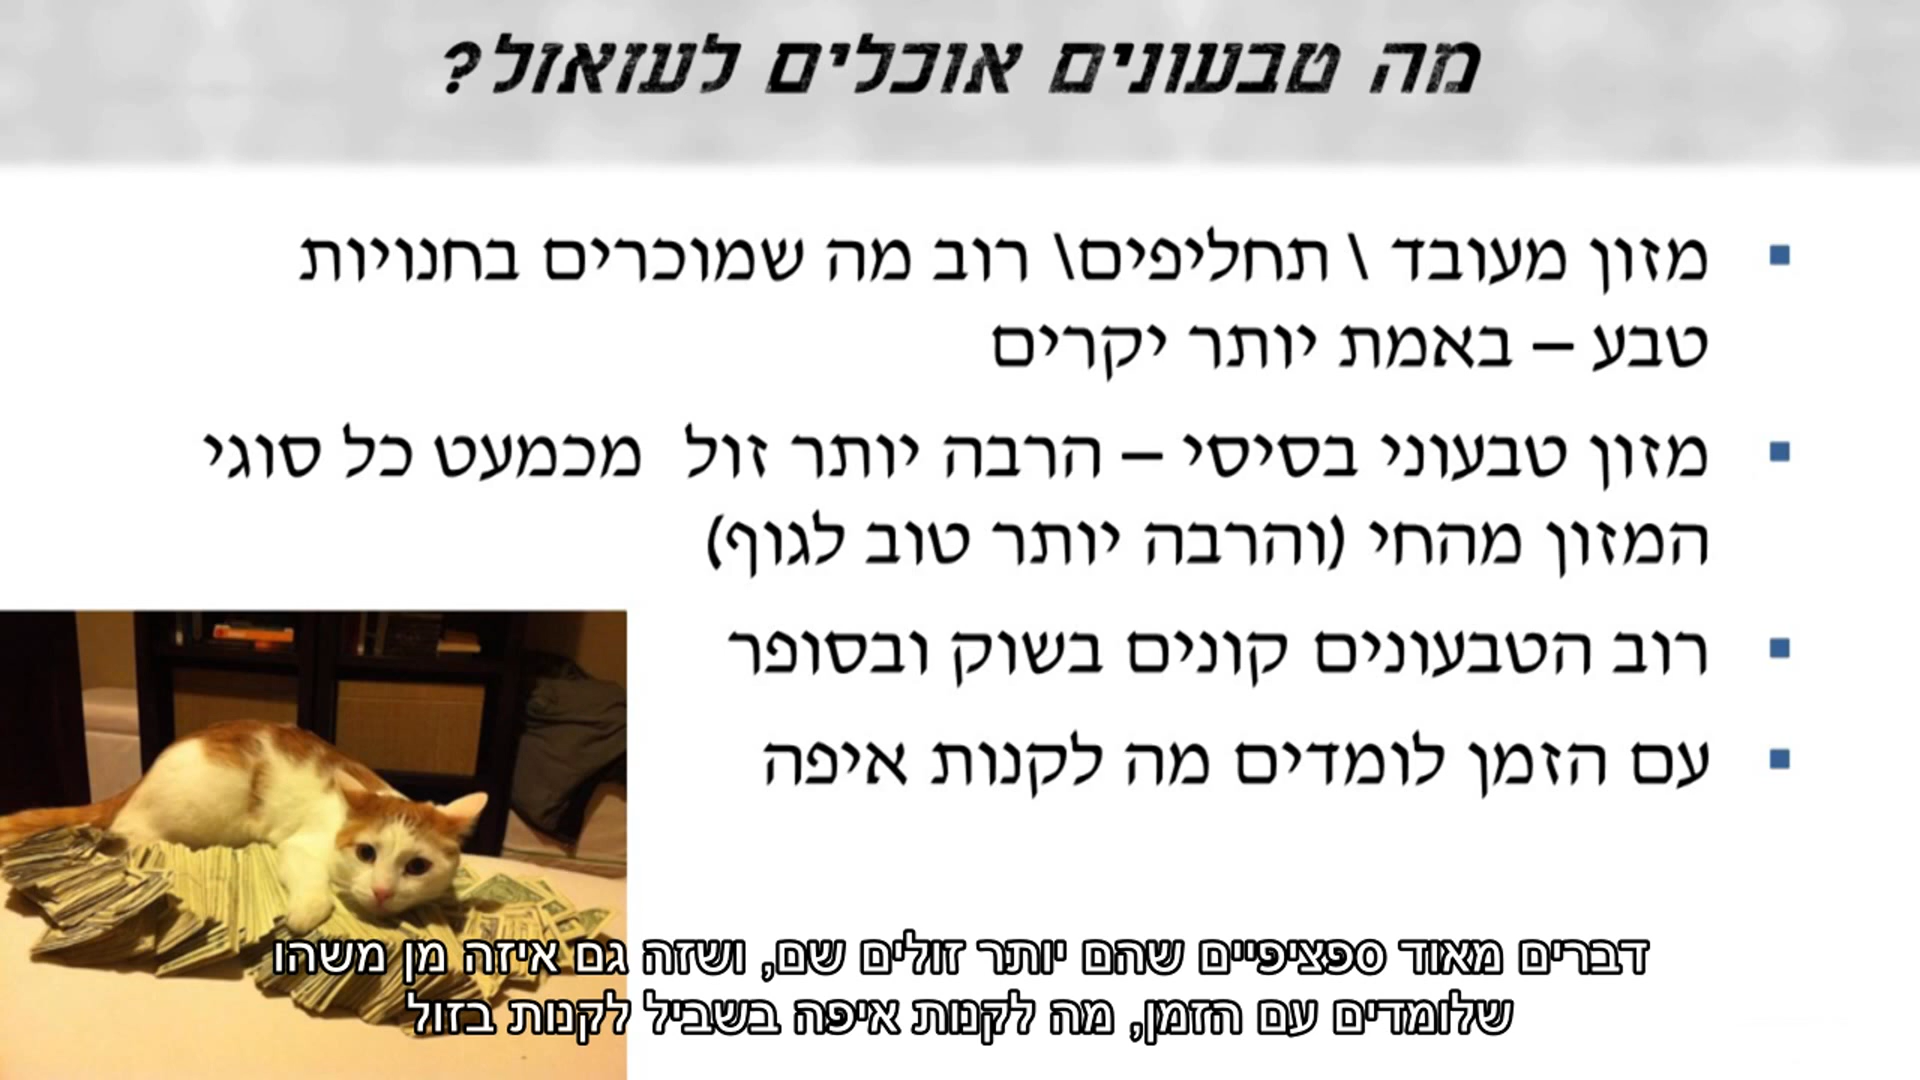 מה טבעונים אוכלים לעזאזל?
מזון מעובד \ תחליפים\ רוב מה שמוכרים בחנויות
טבע – באמת יותר יקרים
מזון טבעוני בסיסי – הרבה יותר זול מכמעט כל סוגי
המזון מהחי (והרבה יותר טוב לגוף)
רוב הטבעונים קונים בשוק ובסופר
עם הזמן לומדים מה לקנות איפה
דברים מאוד ספציפיים שהם יותר זולים שם, ושזה גם איזה מן משהו
שלומדים עם הזמן, מה לקנות איפה בשביל לקנות בזול